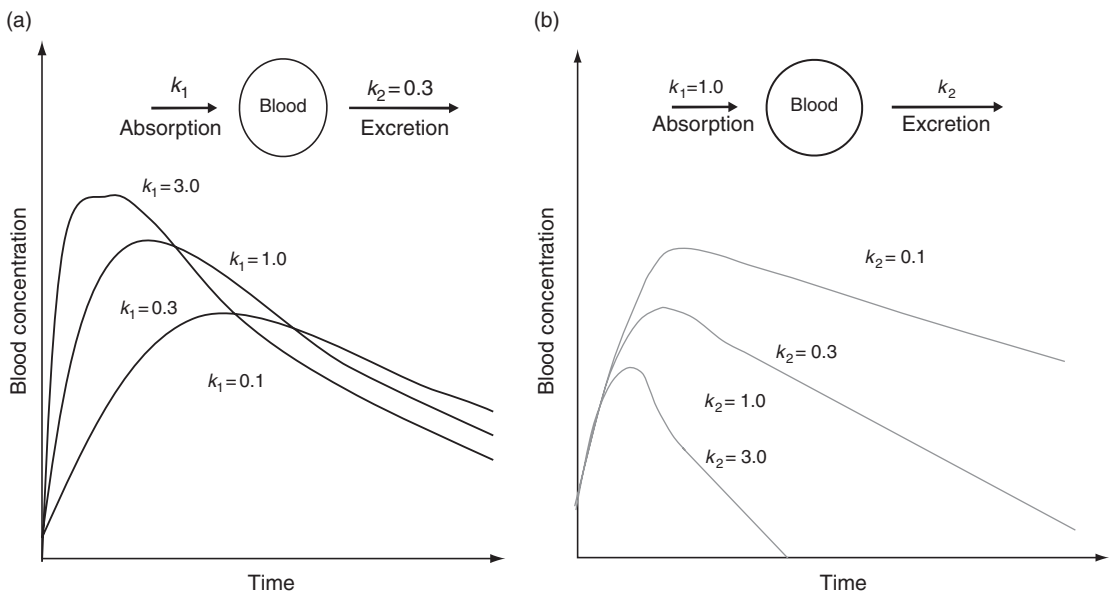 (a)
k₁
Absorption
Blood
k₂ = 0.3
Excretion
k₁ = 3.0
k₁ = 1.0
k₁ = 0.3
k₁ = 0.1
Blood concentration
Time
(b)
k₁ = 1.0
Absorption
Blood
k₂
Excretion
k₂ = 0.1
k₂ = 0.3
k₂ = 1.0
k₂ = 3.0
Blood concentration
Time